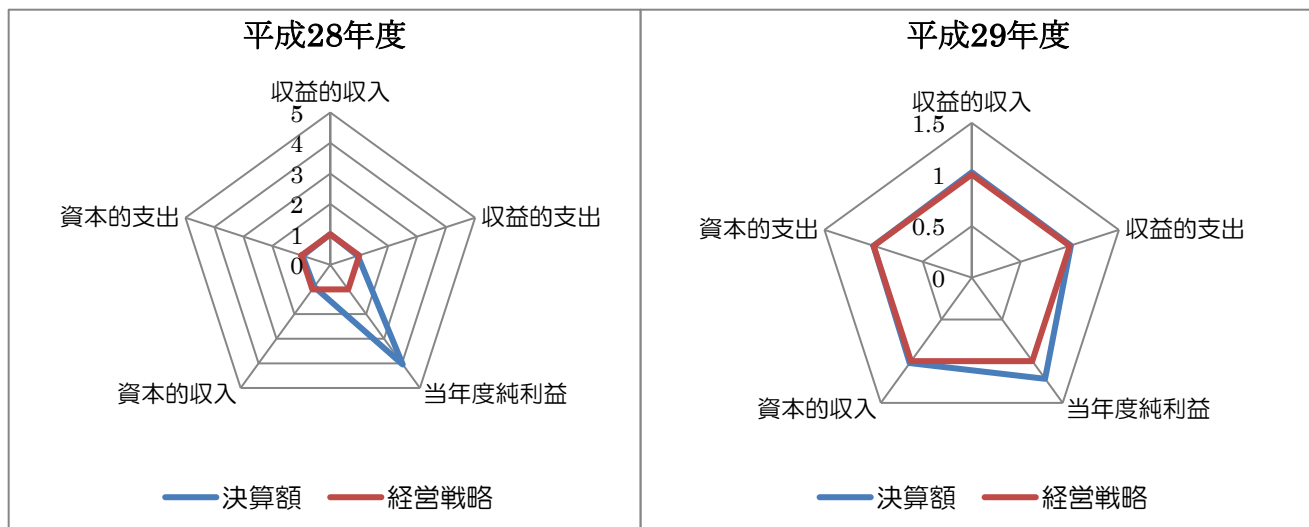 平成28年度
収益的収入
5
4
3
2
1
0
資本的支出
収益的支出
資本的収入
当年度純利益
決算額
経営戦略
平成29年度
収益的収入
1.5
1
0.5
0
資本的支出
収益的支出
資本的収入
当年度純利益
決算額
経営戦略